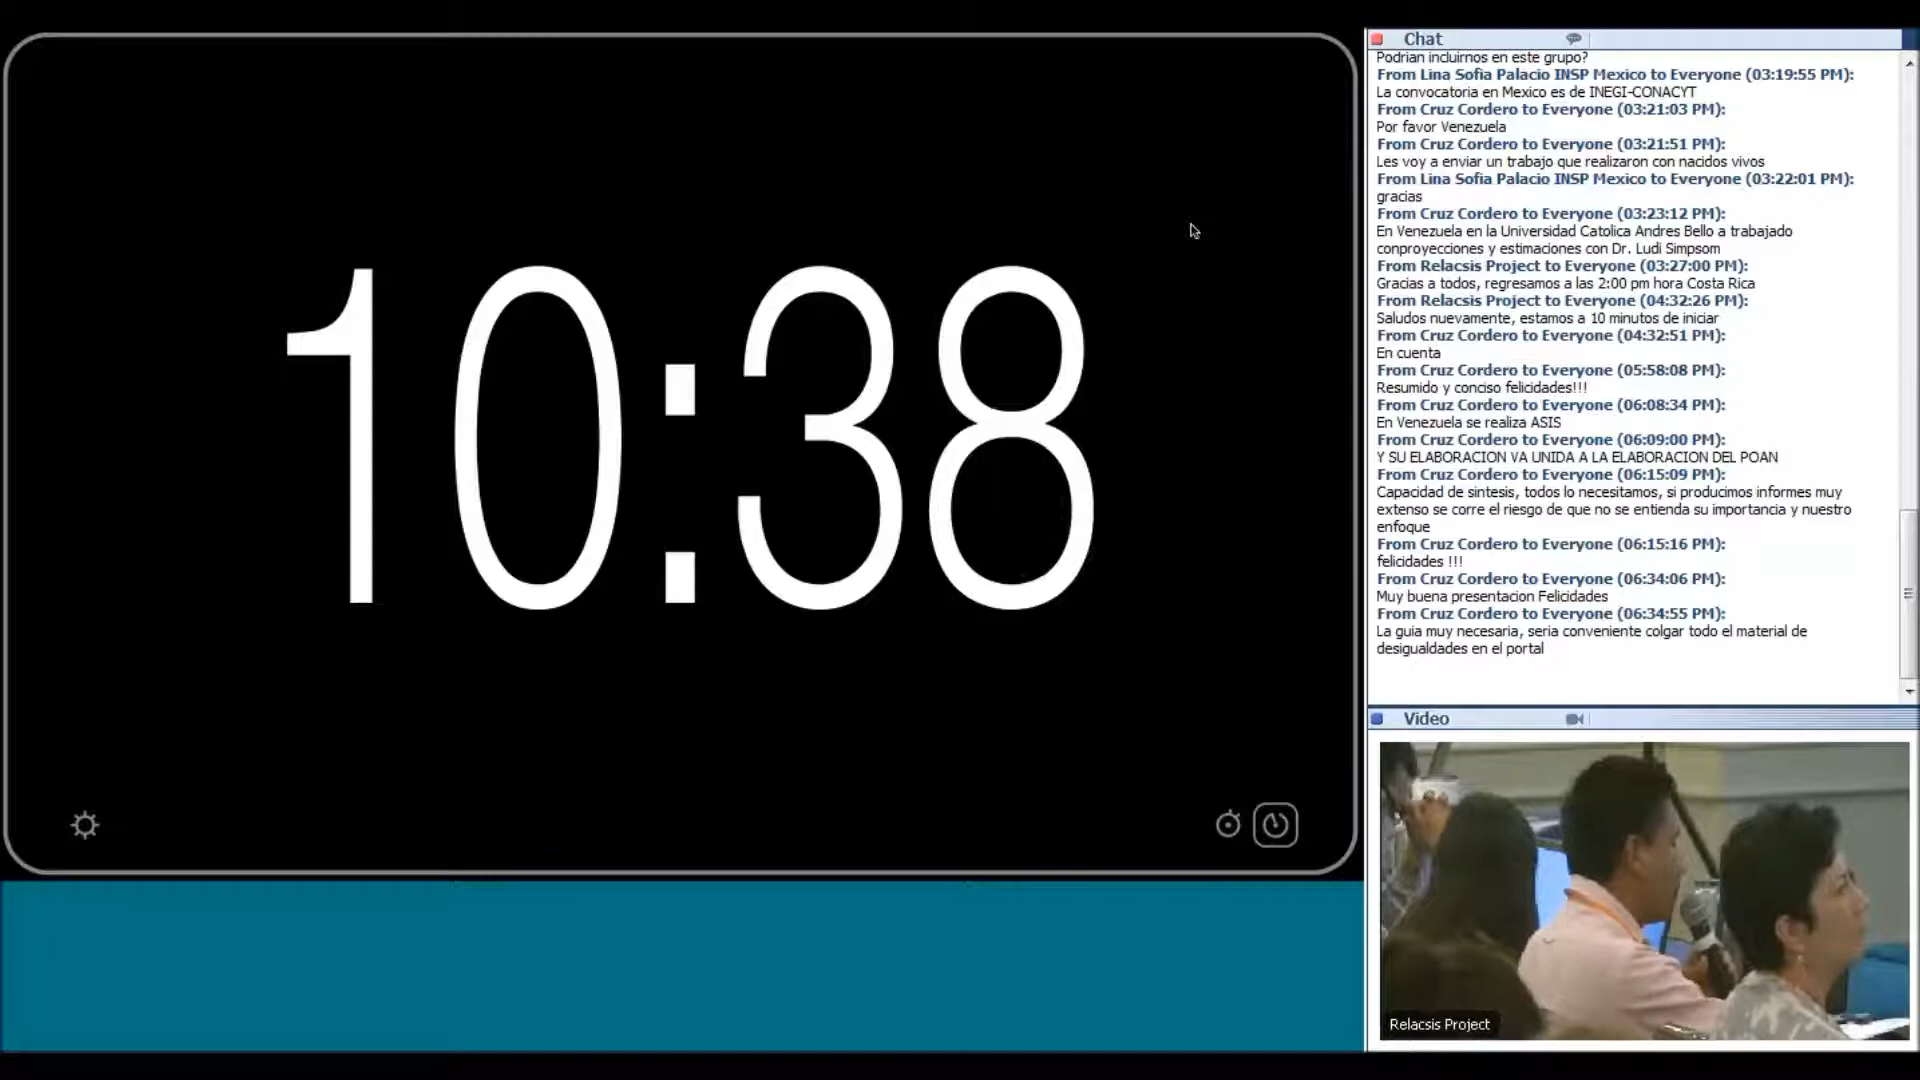 10:38
Chat
Podrian incluirnos en este grupo?
From Lina Sofia Palacio INSP Mexico to Everyone (03:19:55 PM):
La convocatoria en Mexico es de INEGI-CONACYT
From Cruz Cordero to Everyone (03:21:03 PM):
Por favor Venezuela
From Cruz Cordero to Everyone (03:21:51 PM):
Les voy a enviar un trabajo que realizaron con nacidos vivos
From Lina Sofia Palacio INSP Mexico to Everyone (03:22:01 PM):
gracias
From Cruz Cordero to Everyone (03:23:12 PM):
En Venezuela en la Universidad Catolica Andres Bello a trabajado
conproyecciones y estimaciones con Dr. Ludi Simpsom
From Relacsis Project to Everyone (03:27:00 PM):
Gracias a todos, regresamos a las 2:00 pm hora Costa Rica
From Relacsis Project to Everyone (04:32:26 PM):
Saludos nuevamente, estamos a 10 minutos de iniciar
From Cruz Cordero to Everyone (04:32:51 PM):
En cuenta
From Cruz Cordero to Everyone (05:58:08 PM):
Resumido y conciso felicidades!!!
From Cruz Cordero to Everyone (06:08:34 PM):
En Venezuela se realiza ASIS
From Cruz Cordero to Everyone (06:09:00 PM):
Y SU ELABORACION VA UNIDA A LA ELABORACION DEL POAN
From Cruz Cordero to Everyone (06:15:09 PM):
Capacidad de sintesis, todos lo necesitamos, si producimos informes muy
extenso se corre el riesgo de que no se entienda su importancia y nuestro
enfoque
From Cruz Cordero to Everyone (06:15:16 PM):
felicidades !!!
From Cruz Cordero to Everyone (06:34:06 PM):
Muy buena presentacion Felicidades
From Cruz Cordero to Everyone (06:34:55 PM):
La guia muy necesaria, seria conveniente colgar todo el material de
desigualdades en el portal
Video
Relacsis Project